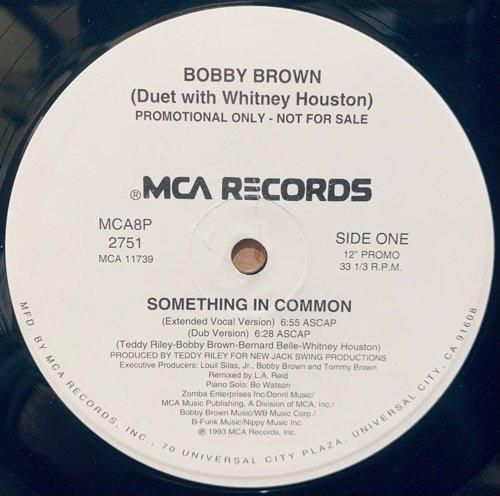 BOBBY BROWN
(Duet with Whitney Houston)
PROMOTIONAL ONLY - NOT FOR SALE
®MCA RECORDS
MCA8P
2751
MCA 11739
SIDE ONE
12" PROMO
33 1/3 R.P.M.
SOMETHING IN COMMON
(Extended Vocal Version) 6:55 ASCAP
(Dub Version) 6:28 ASCAP
(Teddy Riley-Bobby Brown-Bernard Belle-Whitney Houston)
PRODUCED BY TEDDY RILEY FOR NEW JACK SWING PRODUCTIONS
Executive Producers: Louil Silas, Jr., Bobby Brown and Tommy Brown
Remixed by L.A. Reid
Piano Solo: Bo Watson
Zomba Enterprises Inc/Donril Music/
MCA Music Publishing, A Division of MCA, Inc./
Bobby Brown Music/WB Music Corp./
B-Funk Music/Nippy Music Inc.
℗ 1993 MCA Records, Inc.
MFD. BY MCA RECORDS, INC., 70 UNIVERSAL CITY PLAZA, UNIVERSAL CITY, CA 91608